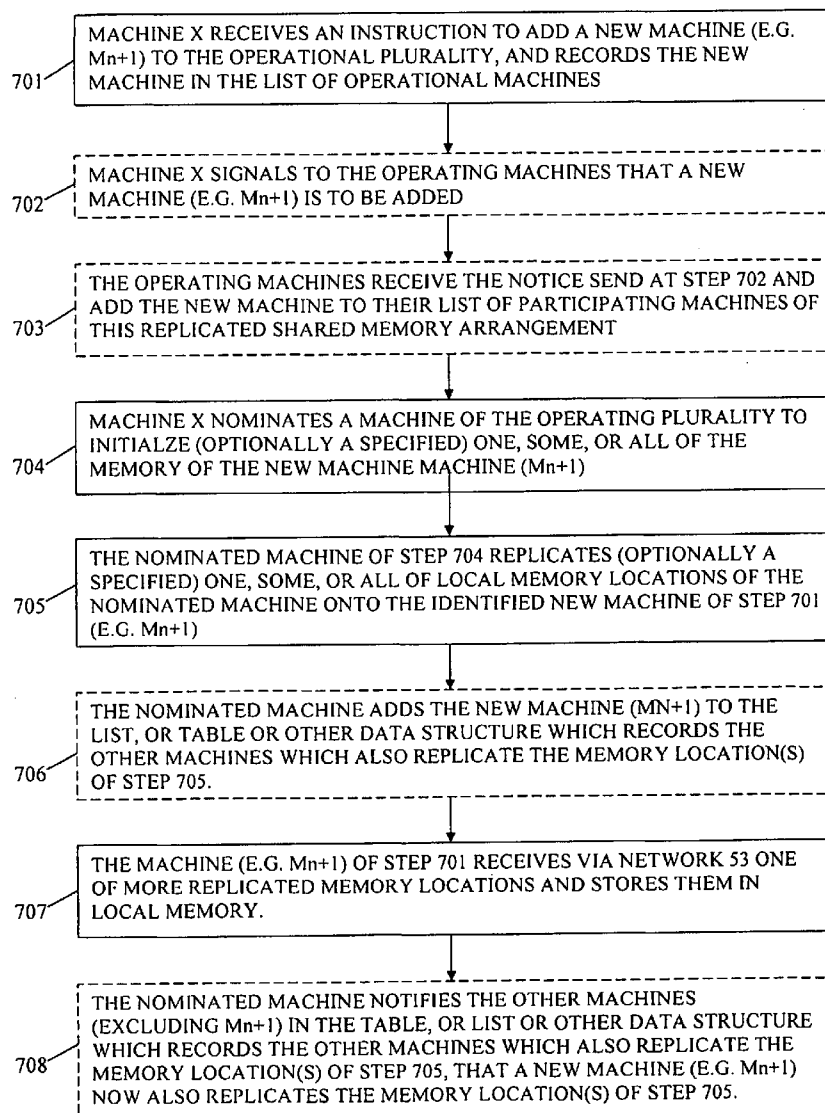 701
MACHINE X RECEIVES AN INSTRUCTION TO ADD A NEW MACHINE (E.G.
Mn+1) TO THE OPERATIONAL PLURALITY, AND RECORDS THE NEW
MACHINE IN THE LIST OF OPERATIONAL MACHINES
702
MACHINE X SIGNALS TO THE OPERATING MACHINES THAT A NEW
MACHINE (E.G. Mn+1) IS TO BE ADDED
703
THE OPERATING MACHINES RECEIVE THE NOTICE SEND AT STEP 702 AND
ADD THE NEW MACHINE TO THEIR LIST OF PARTICIPATING MACHINES OF
THIS REPLICATED SHARED MEMORY ARRANGEMENT
704
MACHINE X NOMINATES A MACHINE OF THE OPERATING PLURALITY TO
INITIALZE (OPTIONALLY A SPECIFIED) ONE, SOME, OR ALL OF THE
MEMORY OF THE NEW MACHINE MACHINE (Mn+1)
705
THE NOMINATED MACHINE OF STEP 704 REPLICATES (OPTIONALLY A
SPECIFIED) ONE, SOME, OR ALL OF LOCAL MEMORY LOCATIONS OF THE
NOMINATED MACHINE ONTO THE IDENTIFIED NEW MACHINE OF STEP 701
(E.G. Mn+1)
706
THE NOMINATED MACHINE ADDS THE NEW MACHINE (MN+1) TO THE
LIST, OR TABLE OR OTHER DATA STRUCTURE WHICH RECORDS THE
OTHER MACHINES WHICH ALSO REPLICATE THE MEMORY LOCATION(S)
OF STEP 705.
707
THE MACHINE (E.G. Mn+1) OF STEP 701 RECEIVES VIA NETWORK 53 ONE
OF MORE REPLICATED MEMORY LOCATIONS AND STORES THEM IN
LOCAL MEMORY.
708
THE NOMINATED MACHINE NOTIFIES THE OTHER MACHINES
(EXCLUDING Mn+1) IN THE TABLE, OR LIST OR OTHER DATA STRUCTURE
WHICH RECORDS THE OTHER MACHINES WHICH ALSO REPLICATE THE
MEMORY LOCATION(S) OF STEP 705, THAT A NEW MACHINE (E.G. Mn+1)
NOW ALSO REPLICATES THE MEMORY LOCATION(S) OF STEP 705.